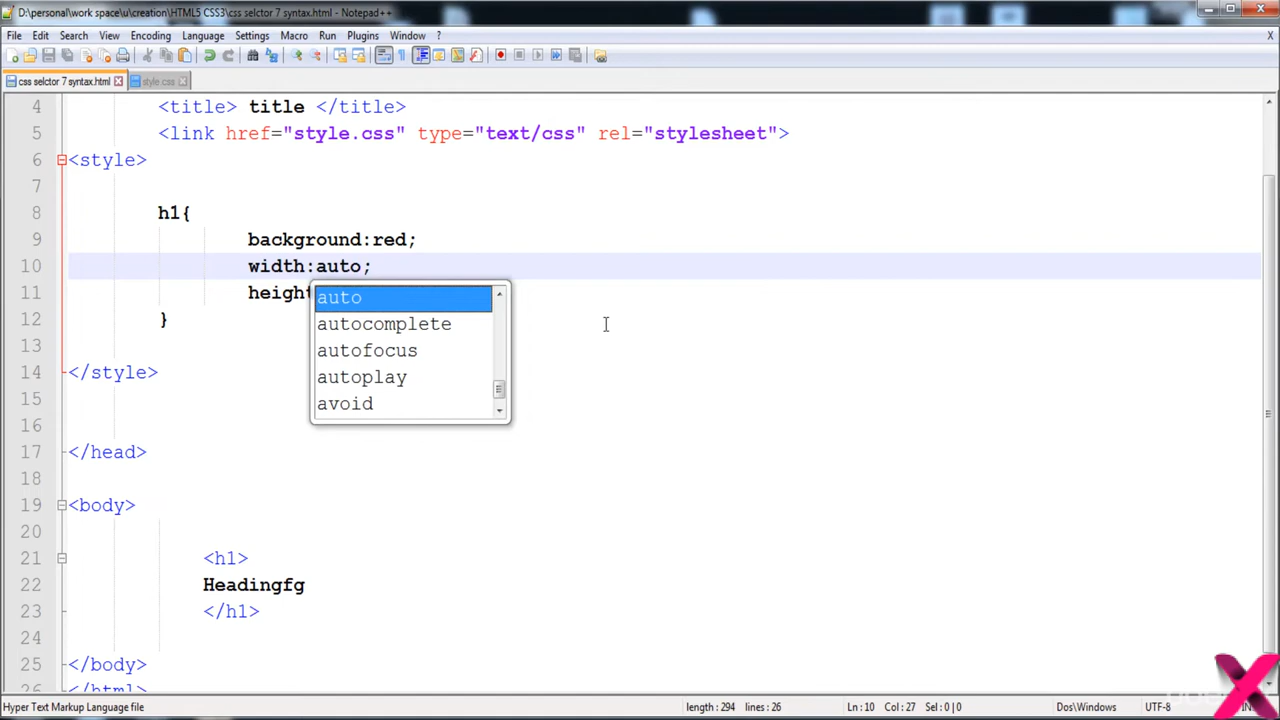 D:\personal\work space\u\creation\HTML5 CSS3\css selctor 7 syntax.html - Notepad++
File Edit Search View Encoding Language Settings Macro Run Plugins Window ? X
css selctor 7 syntax.html style.css
4 <title> title </title>
5 <link href="style.css" type="text/css" rel="stylesheet">
6 <style>
7
8 h1{
9 background:red;
10 width:auto;
11 height
auto
12 }
autocomplete
13
autofocus
14 </style>
autoplay
15
avoid
16
17 </head>
18
19 <body>
20
21 <h1>
22 Headingfg
23 </h1>
24
25 </body>
26 </html>
Hyper Text Markup Language file length: 294 lines: 26 Ln:10 Col:27 Sel:0|0 Dos\Windows UTF-8